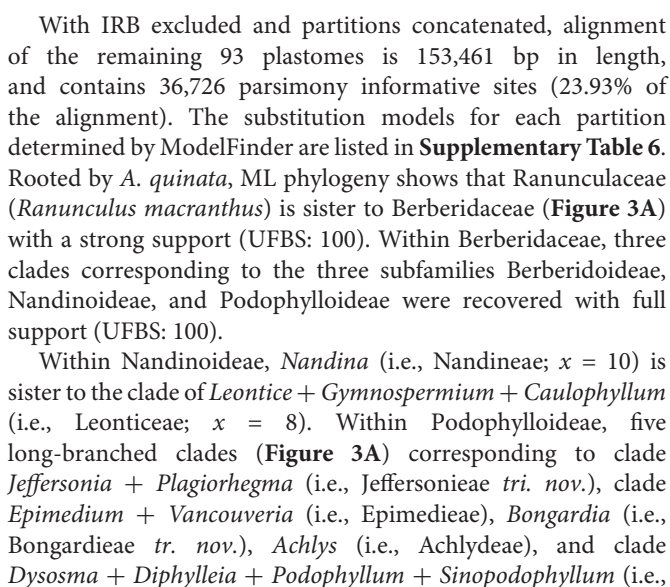 With IRB excluded and partitions concatenated, alignment
of the remaining 93 plastomes is 153,461 bp in length,
and contains 36,726 parsimony informative sites (23.93% of
the alignment). The substitution models for each partition
determined by ModelFinder are listed in Supplementary Table 6.
Rooted by A. quinata, ML phylogeny shows that Ranunculaceae
(Ranunculus macranthus) is sister to Berberidaceae (Figure 3A)
with a strong support (UFBS: 100). Within Berberidaceae, three
clades corresponding to the three subfamilies Berberidoideae,
Nandinoideae, and Podophylloideae were recovered with full
support (UFBS: 100).
Within Nandinoideae, Nandina (i.e., Nandineae; x = 10) is
sister to the clade of Leontice + Gymnospermium + Caulophyllum
(i.e., Leonticeae; x = 8). Within Podophylloideae, five
long-branched clades (Figure 3A) corresponding to clade
Jeffersonia + Plagiorhegma (i.e., Jeffersonieae tri. nov.), clade
Epimedium + Vancouveria (i.e., Epimedieae), Bongardia (i.e.,
Bongardieae tr. nov.), Achlys (i.e., Achlydeae), and clade
Dysosma + Diphylleia + Podophyllum + Sinopodophyllum (i.e.,